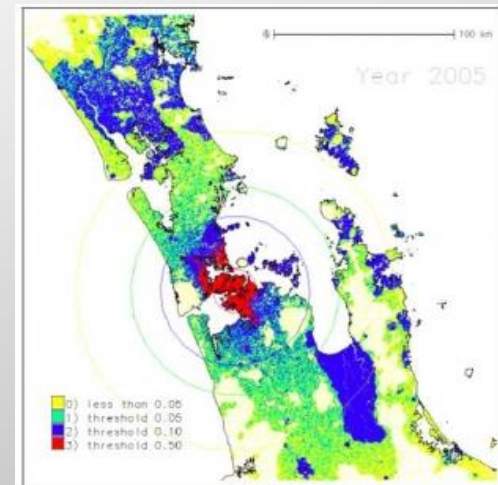 100 km
Year 2005
0) less than 0.05
1) threshold 0.05
2) threshold 0.10
3) threshold 0.50